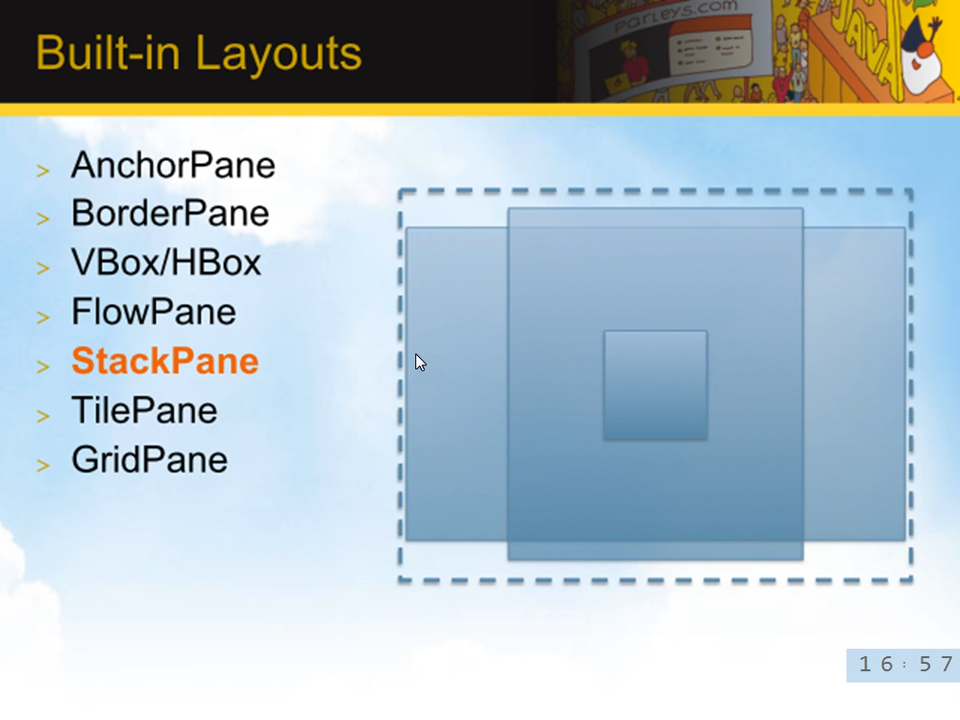 Built-in Layouts
parleys.com
JAVA
> AnchorPane
> BorderPane
> VBox/HBox
> FlowPane
> StackPane
> TilePane
> GridPane
16:57